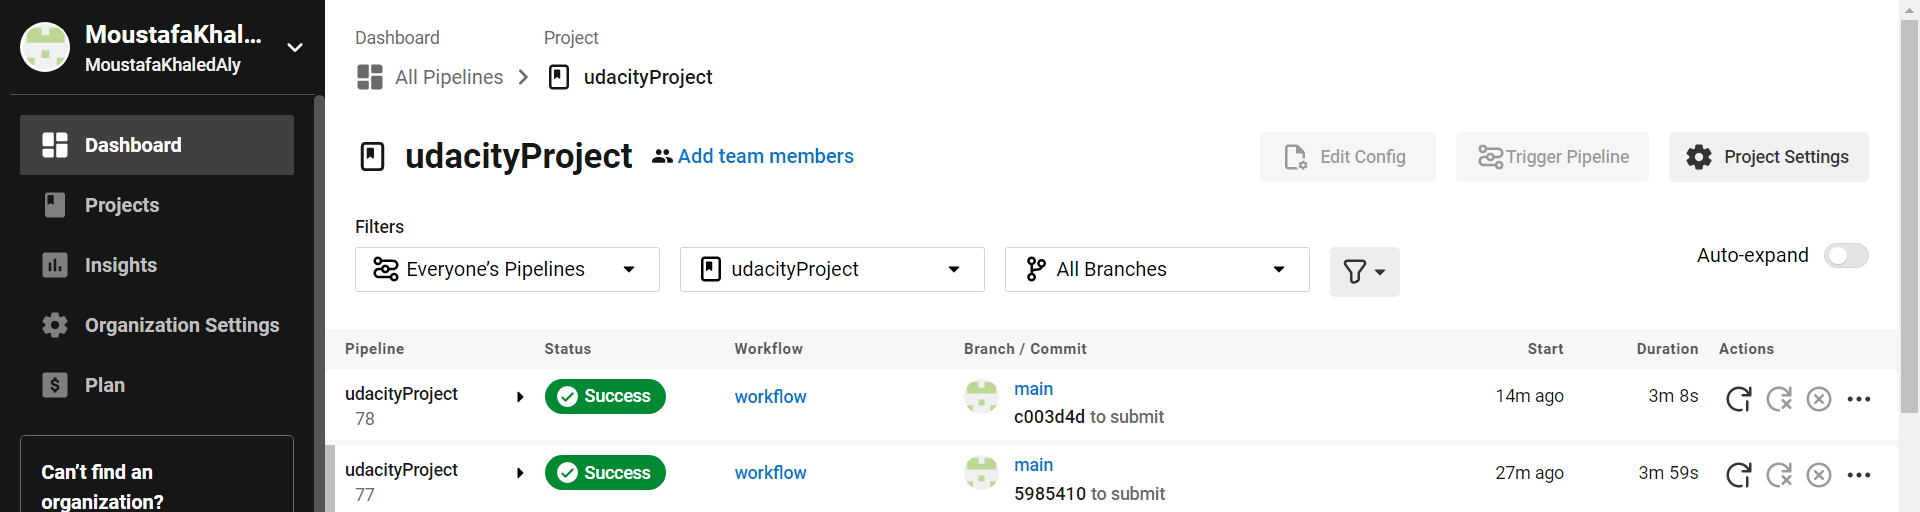 MoustafaKhal...
MoustafaKhaledAly
Dashboard
Projects
Insights
Organization Settings
Plan
Can't find an
organization?
Dashboard Project
All Pipelines udacityProject
udacityProject Add team members
Edit Config Trigger Pipeline Project Settings
Filters
Everyone's Pipelines udacityProject All Branches
Auto-expand
Pipeline Status Workflow Branch / Commit Start Duration Actions
udacityProject Success workflow main 14m ago 3m 8s
78 c003d4d to submit
udacityProject Success workflow main 27m ago 3m 59s
77 5985410 to submit